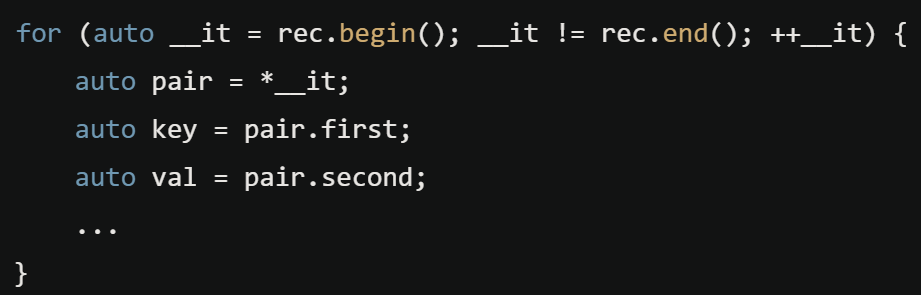 for (auto __it = rec.begin(); __it != rec.end(); ++__it) {
    auto pair = *__it;
    auto key = pair.first;
    auto val = pair.second;
    ...
}